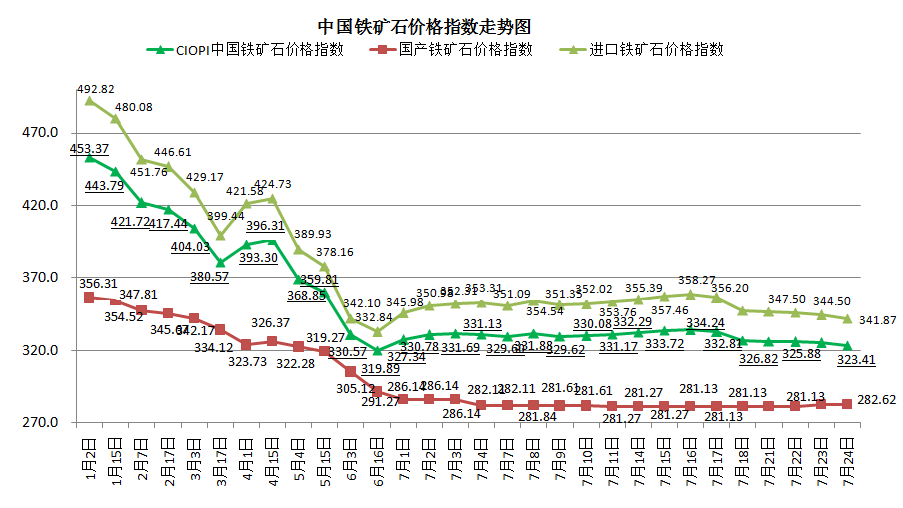 中国铁矿石价格指数走势图
CIOPI中国铁矿石价格指数 国产铁矿石价格指数 进口铁矿石价格指数
470.0
420.0
370.0
320.0
270.0
492.82 480.08 451.76 446.61 429.17 399.44 421.58 424.73 389.93 378.16 342.10 332.84 345.98 353.31 351.09 354.54 351.35 352.02 353.76 355.39 357.46 358.27 356.20 347.50 344.50 341.87
453.37 443.79 421.72 417.44 404.03 380.57 393.30 396.31 368.85 359.81 330.57 319.89 327.34 330.78 331.69 331.13 329.60 331.88 329.62 330.08 331.17 332.29 333.72 334.24 332.81 326.82 325.88 323.41
356.31 354.52 347.81 342.17 334.12 323.73 326.37 322.28 319.27 305.12 291.27 286.14 286.14 286.14 282.11 282.11 281.84 281.61 281.61 281.27 281.27 281.27 281.13 281.13 281.13 281.13 282.62
1月2日 1月15日 2月7日 2月17日 3月3日 3月17日 4月1日 4月15日 5月4日 5月15日 6月3日 6月16日 7月1日 7月2日 7月3日 7月4日 7月7日 7月8日 7月9日 7月10日 7月11日 7月14日 7月15日 7月16日 7月17日 7月18日 7月21日 7月22日 7月23日 7月24日